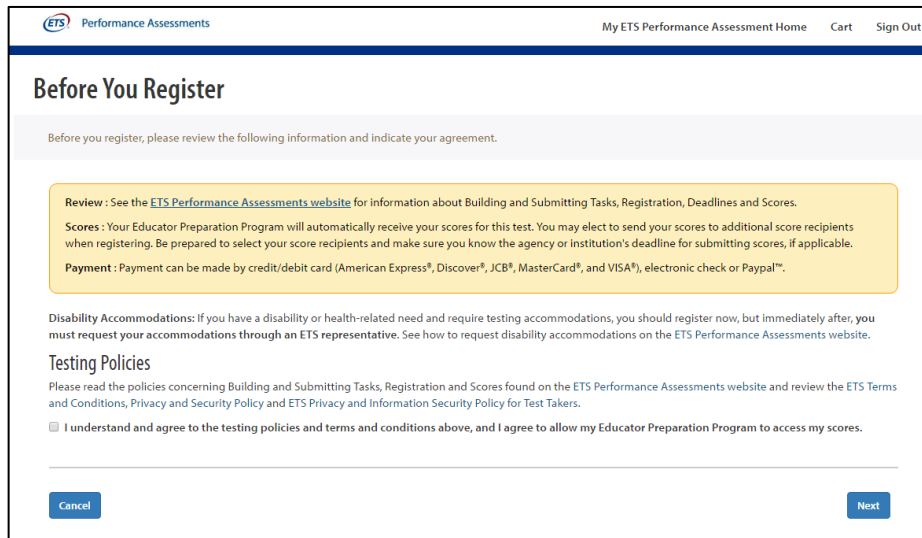 ETS Performance Assessments
My ETS Performance Assessment Home Cart Sign Out
Before You Register
Before you register, please review the following information and indicate your agreement.
Review : See the ETS Performance Assessments website for information about Building and Submitting Tasks, Registration, Deadlines and Scores.
Scores : Your Educator Preparation Program will automatically receive your scores for this test. You may elect to send your scores to additional score recipients
when registering. Be prepared to select your score recipients and make sure you know the agency or institution's deadline for submitting scores, if applicable.
Payment : Payment can be made by credit/debit card (American Express®, Discover®, JCB®, MasterCard®, and VISA®), electronic check or Paypal™.
Disability Accommodations: If you have a disability or health-related need and require testing accommodations, you should register now, but immediately after, you
must request your accommodations through an ETS representative. See how to request disability accommodations on the ETS Performance Assessments website.
Testing Policies
Please read the policies concerning Building and Submitting Tasks, Registration and Scores found on the ETS Performance Assessments website and review the ETS Terms
and Conditions, Privacy and Security Policy and ETS Privacy and Information Security Policy for Test Takers.
I understand and agree to the testing policies and terms and conditions above, and I agree to allow my Educator Preparation Program to access my scores.
Cancel
Next